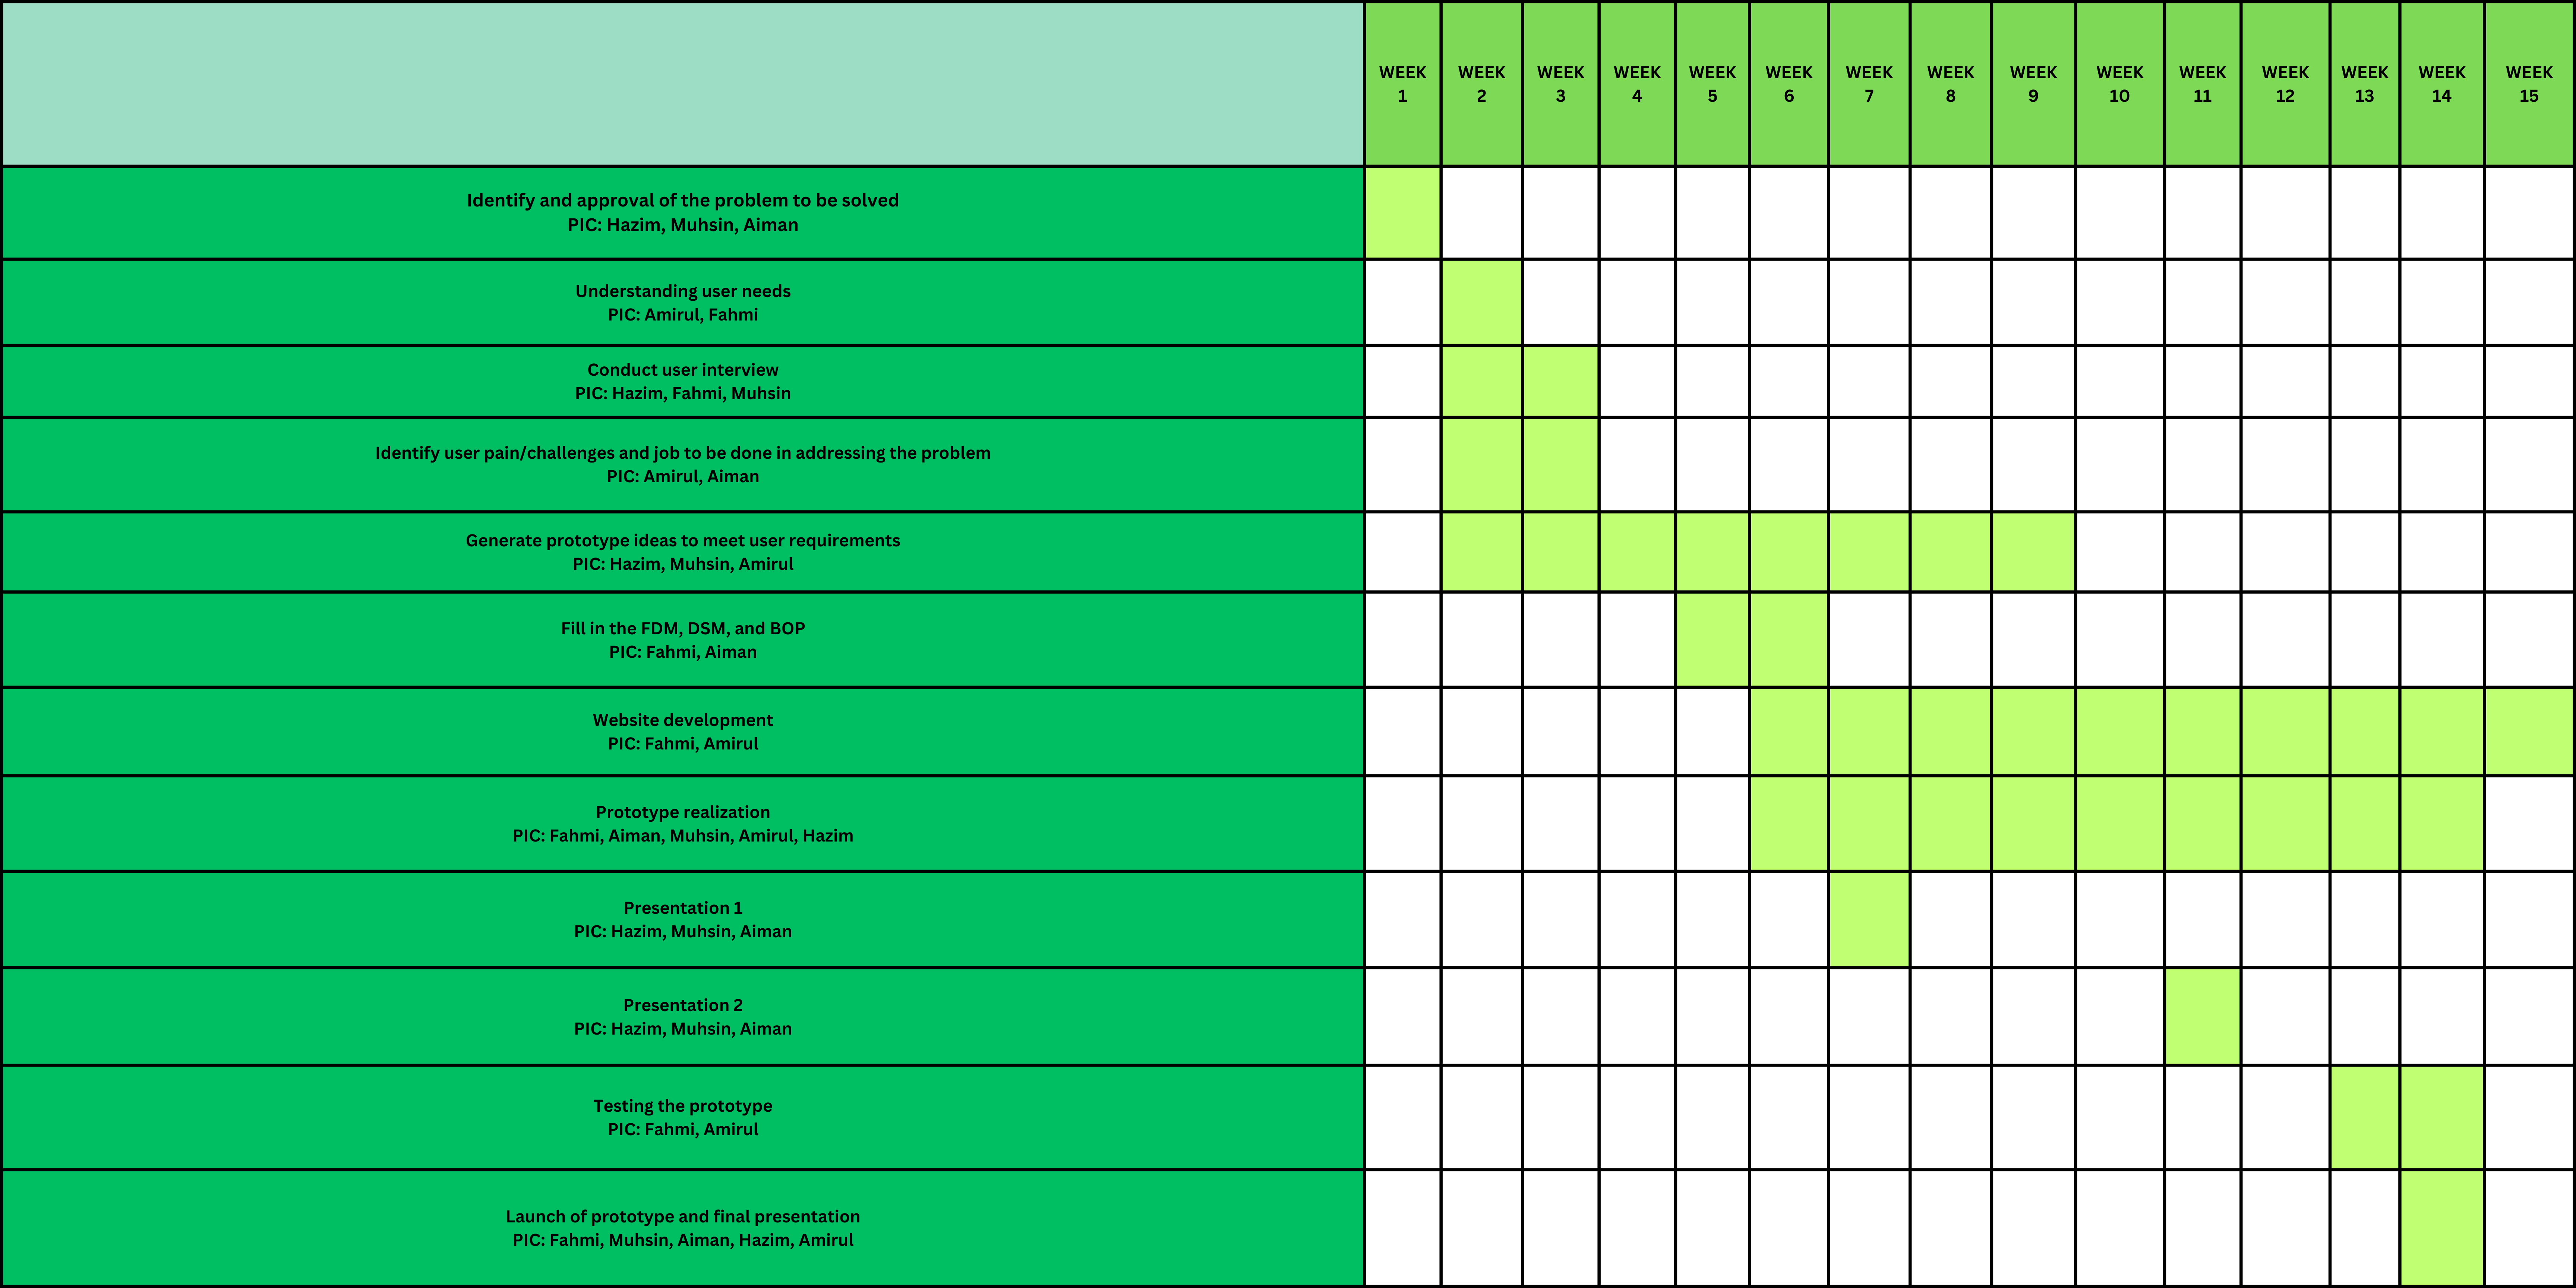 WEEK 1 WEEK 2 WEEK 3 WEEK 4 WEEK 5 WEEK 6 WEEK 7 WEEK 8 WEEK 9 WEEK 10 WEEK 11 WEEK 12 WEEK 13 WEEK 14 WEEK 15
Identify and approval of the problem to be solved
PIC: Hazim, Muhsin, Aiman
Understanding user needs
PIC: Amirul, Fahmi
Conduct user interview
PIC: Hazim, Fahmi, Muhsin
Identify user pain/challenges and job to be done in addressing the problem
PIC: Amirul, Aiman
Generate prototype ideas to meet user requirements
PIC: Hazim, Muhsin, Amirul
Fill in the FDM, DSM, and BOP
PIC: Fahmi, Aiman
Website development
PIC: Fahmi, Amirul
Prototype realization
PIC: Fahmi, Aiman, Muhsin, Amirul, Hazim
Presentation 1
PIC: Hazim, Muhsin, Aiman
Presentation 2
PIC: Hazim, Muhsin, Aiman
Testing the prototype
PIC: Fahmi, Amirul
Launch of prototype and final presentation
PIC: Fahmi, Muhsin, Aiman, Hazim, Amirul